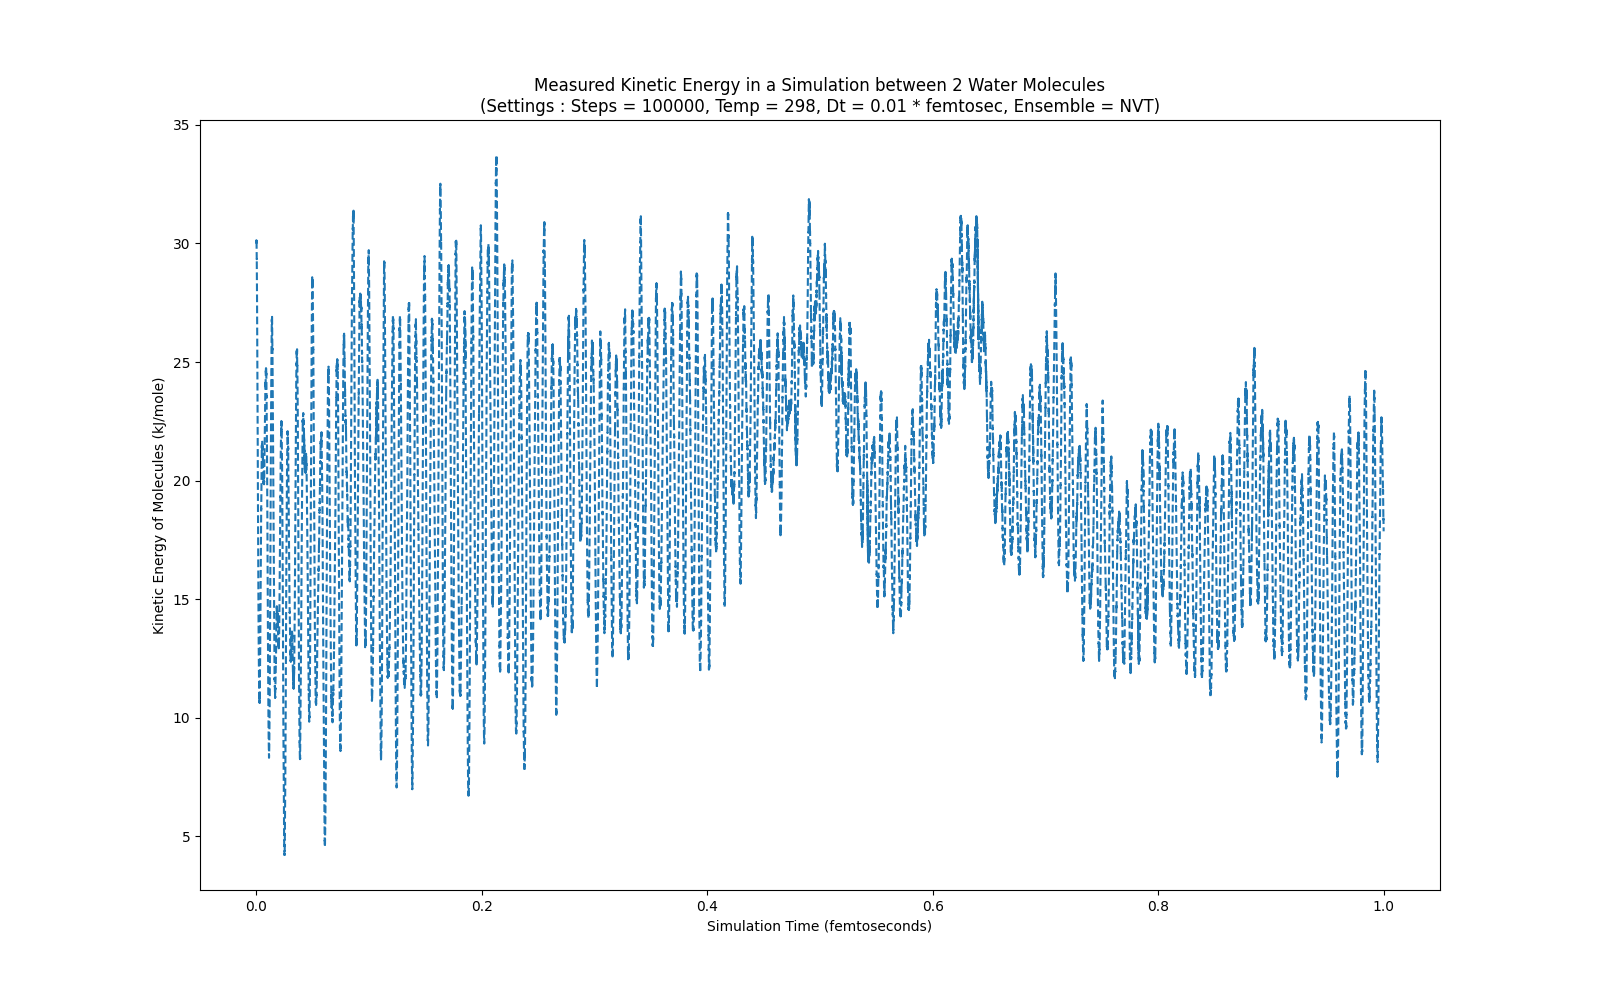 Measured Kinetic Energy in a Simulation between 2 Water Molecules
(Settings : Steps = 100000, Temp = 298, Dt = 0.01 * femtosec, Ensemble = NVT)
Kinetic Energy of Molecules (kJ/mole)
35
30
25
20
15
10
5
0.0 0.2 0.4 0.6 0.8 1.0
Simulation Time (femtoseconds)